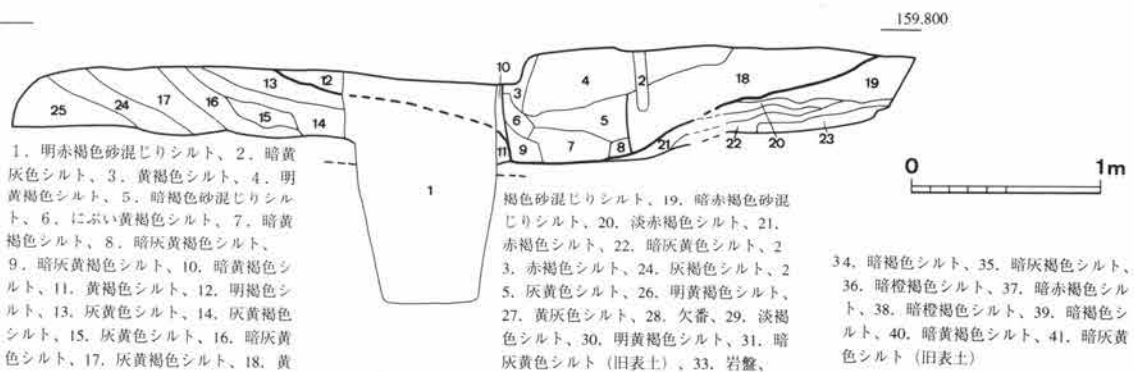 159.800
10
4
2
18
19
13
12
3
25
24
17
16
15
14
6
5
11
9
7
8
21
22
20
23
1
0 1m
1．明赤褐色砂混じりシルト、2．暗黄
灰色シルト、3．黄褐色シルト、4．明
黄褐色シルト、5．暗褐色砂混じりシル
ト、6．にぶい黄褐色シルト、7．暗黄
褐色シルト、8．暗灰黄褐色シルト、
9．暗灰黄褐色シルト、10．暗黄褐色シ
ルト、11．黄褐色シルト、12．明褐色シ
ルト、13．灰黄色シルト、14．灰黄褐色
シルト、15．灰黄色シルト、16．暗灰黄
色シルト、17．灰黄褐色シルト、18．黄
褐色砂混じりシルト、19．暗赤褐色砂混
じりシルト、20．淡赤褐色シルト、21．
赤褐色シルト、22．暗灰黄色シルト、2
3．赤褐色シルト、24．灰褐色シルト、2
5．灰黄色シルト、26．明黄褐色シルト、
27．黄灰色シルト、28．欠番、29．淡褐
色シルト、30．明黄褐色シルト、31．暗
灰黄色シルト（旧表土）、33．岩盤、
34．暗褐色シルト、35．暗灰褐色シルト、
36．暗橙褐色シルト、37．暗赤褐色シル
ト、38．暗橙褐色シルト、39．暗褐色シ
ルト、40．暗黄褐色シルト、41．暗灰黄
色シルト（旧表土）